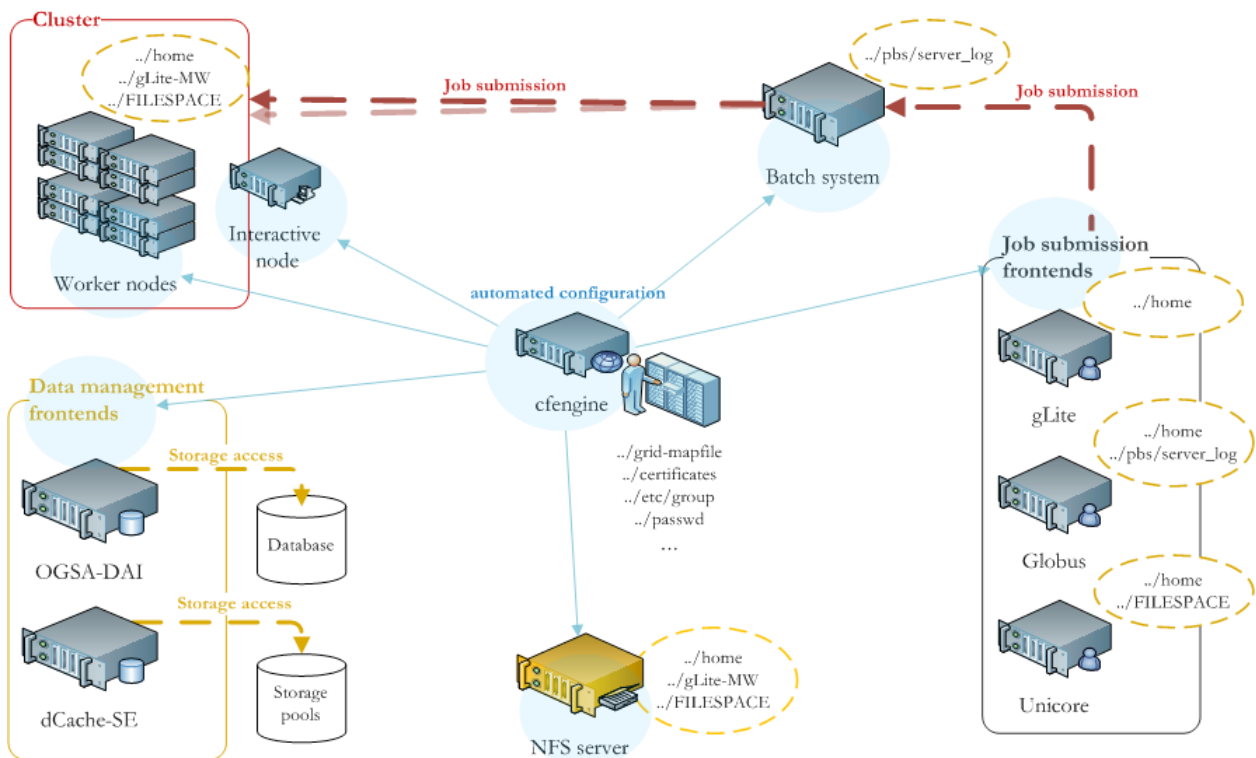 Cluster
../home
../gLite-MW
../FILESPACE
Job submission
../pbs/server_log
Job submission
Batch system
Interactive
node
Worker nodes
Job submission
frontends
../home
gLite
../home
../pbs/server_log
Globus
../home
../FILESPACE
Unicore
automated configuration
cfengine
../grid-mapfile
../certificates
../etc/group
../passwd
...
Data management
frontends
Storage access
Database
OGSA-DAI
Storage access
Storage
pools
dCache-SE
../home
../gLite-MW
../FILESPACE
NFS server